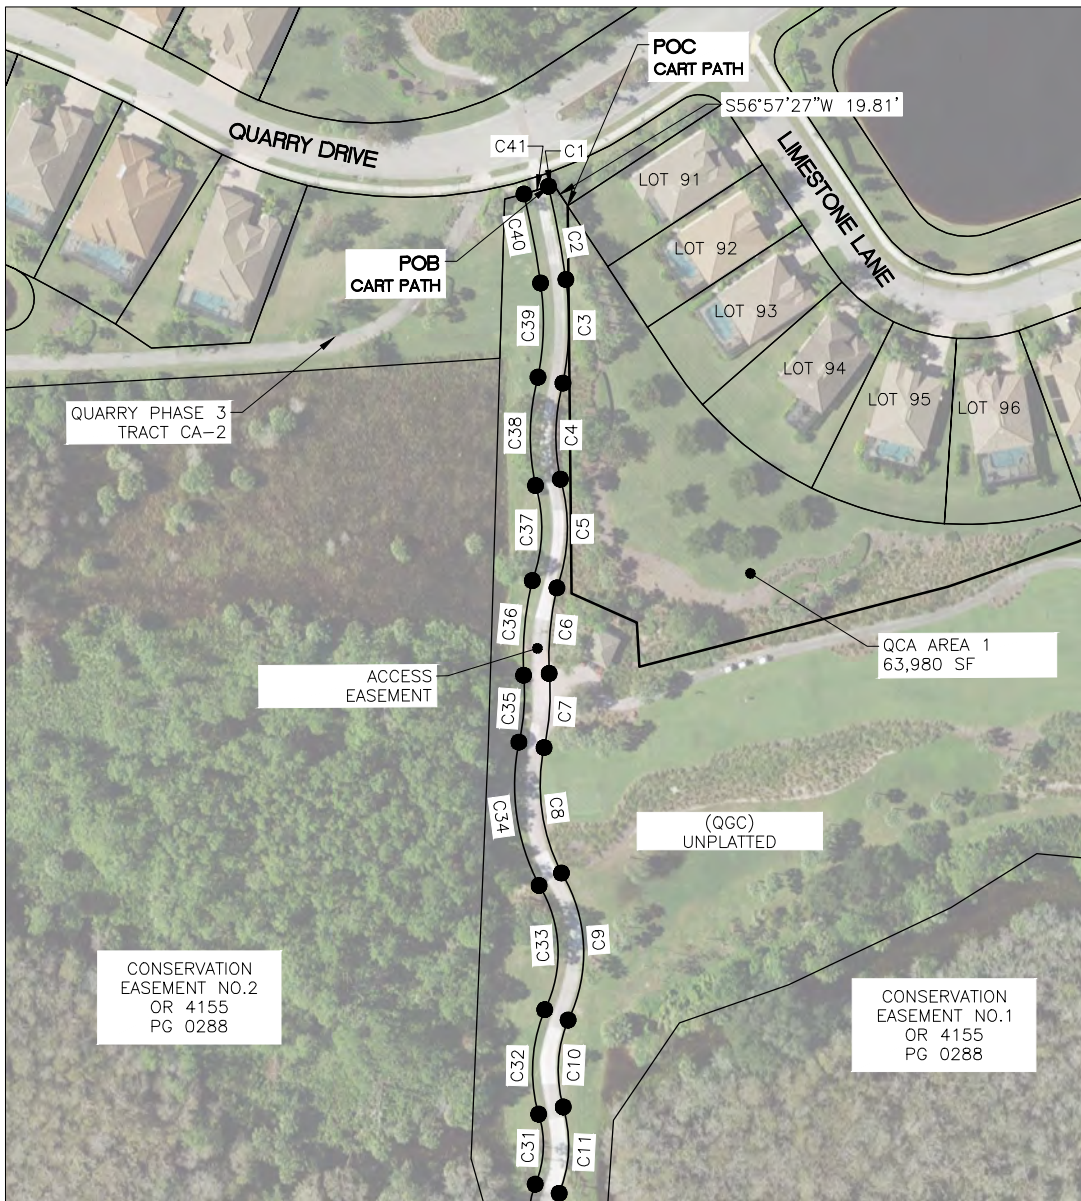 POC
CART PATH
S56°57'27"W 19.81'
QUARRY DRIVE
C41
C1
LIMESTONE LANE
LOT 91
C40
C2
LOT 92
POB
CART PATH
C39
C3
LOT 93
LOT 94
LOT 95
LOT 96
QUARRY PHASE 3
TRACT CA-2
C38
C4
C37
C5
C36
C6
QCA AREA 1
63,980 SF
ACCESS
EASEMENT
C35
C7
C34
C8
(QGC)
UNPLATTED
C33
C9
CONSERVATION
EASEMENT NO.2
OR 4155
PG 0288
CONSERVATION
EASEMENT NO.1
OR 4155
PG 0288
C32
C10
C31
C11